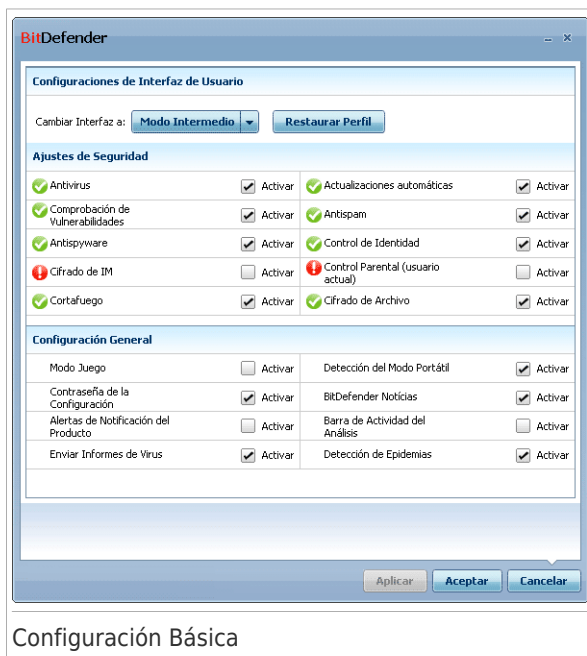 BitDefender
Configuraciones de Interfaz de Usuario
Cambiar Interfaz a: Modo Intermedio Restaurar Perfil
Ajustes de Seguridad
Antivirus Activar Actualizaciones automáticas Activar
Comprobación de
Vulnerabilidades Activar Antispam Activar
Antispyware Activar Control de Identidad Activar
Cifrado de IM Activar Control Parental (usuario
actual) Activar
Cortafuego Activar Cifrado de Archivo Activar
Configuración General
Modo Juego Activar Detección del Modo Portátil Activar
Contraseña de la
Configuración Activar BitDefender Notícias Activar
Alertas de Notificación del
Producto Activar Barra de Actividad del
Análisis Activar
Enviar Informes de Virus Activar Detección de Epidemias Activar
Aplicar Aceptar Cancelar
Configuración Básica